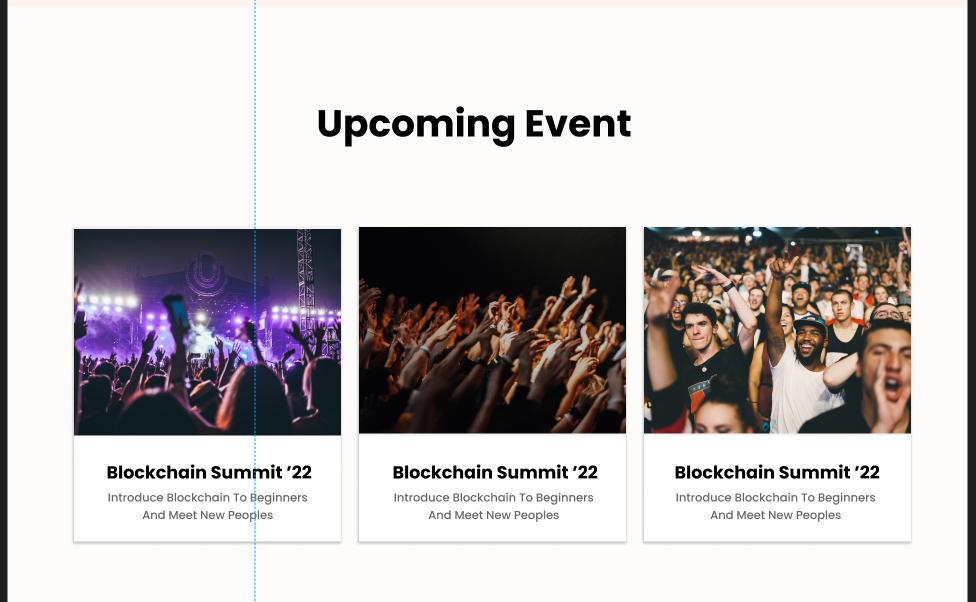 Upcoming Event
Blockchain Summit ’22
Introduce Blockchain To Beginners
And Meet New Peoples
Blockchain Summit ’22
Introduce Blockchain To Beginners
And Meet New Peoples
Blockchain Summit ’22
Introduce Blockchain To Beginners
And Meet New Peoples